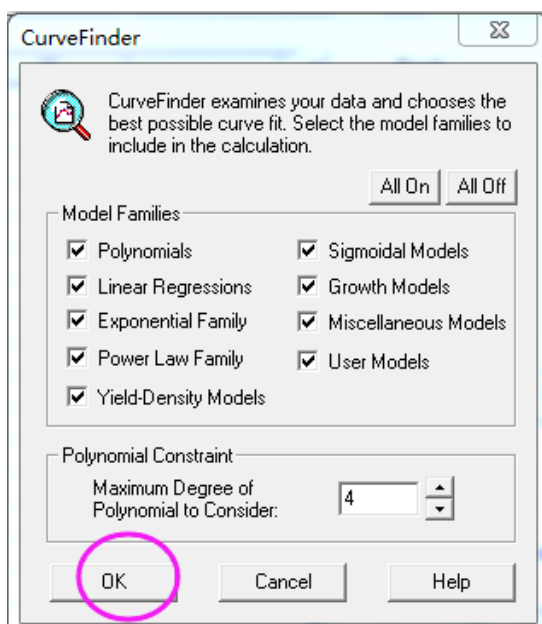 CurveFinder
CurveFinder examines your data and chooses the
best possible curve fit. Select the model families to
include in the calculation.
All On All Off
Model Families
Polynomials
Linear Regressions
Exponential Family
Power Law Family
Yield-Density Models
Sigmoidal Models
Growth Models
Miscellaneous Models
User Models
Polynomial Constraint
Maximum Degree of
Polynomial to Consider:
4
OK Cancel Help